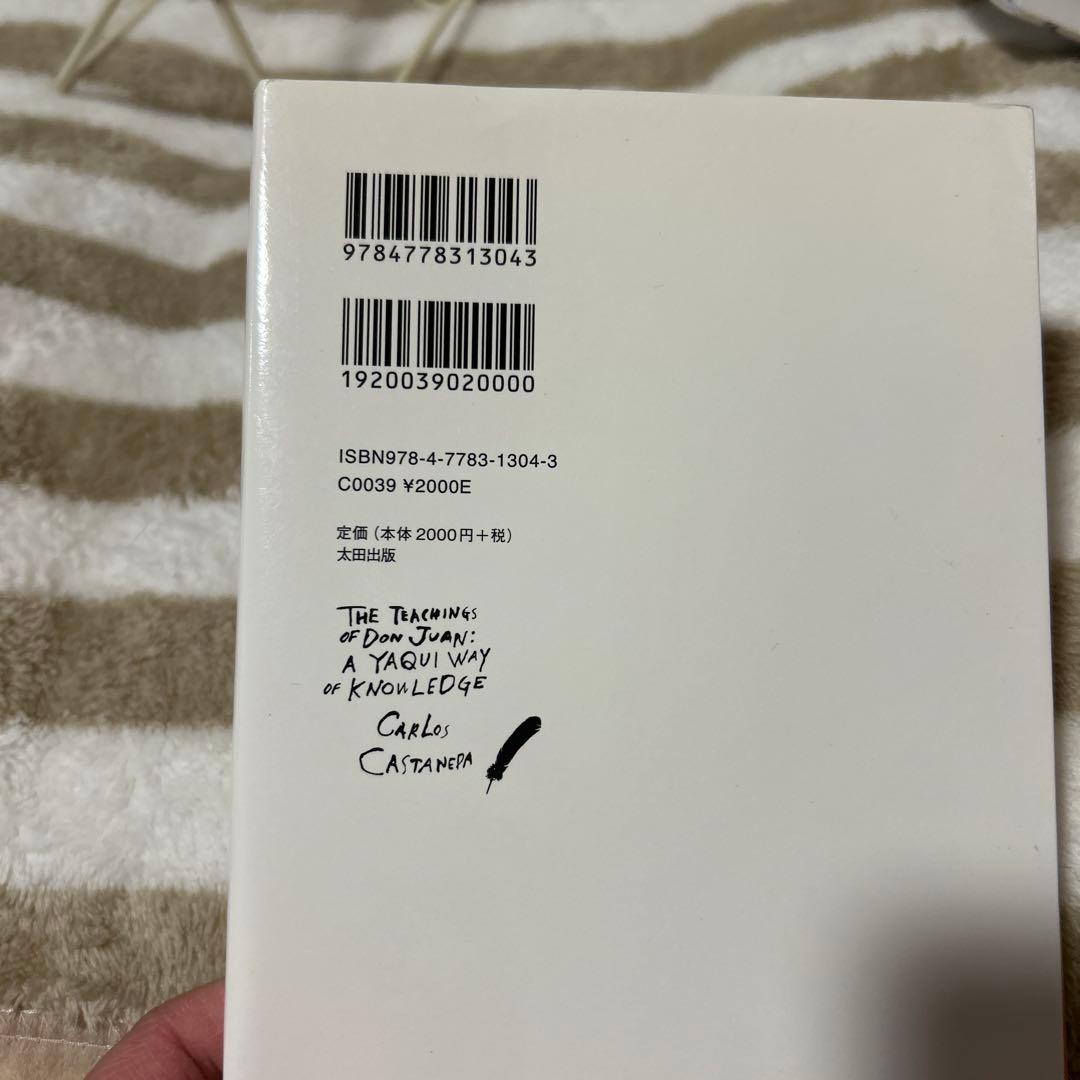 9784778313043
1920039020000
ISBN978-4-7783-1304-3
C0039 ¥2000E
定価（本体2000円＋税）
太田出版
THE TEACHINGS
OF DON JUAN:
A YAQUI WAY
OF KNOWLEDGE
CARLOS
CASTANEDA